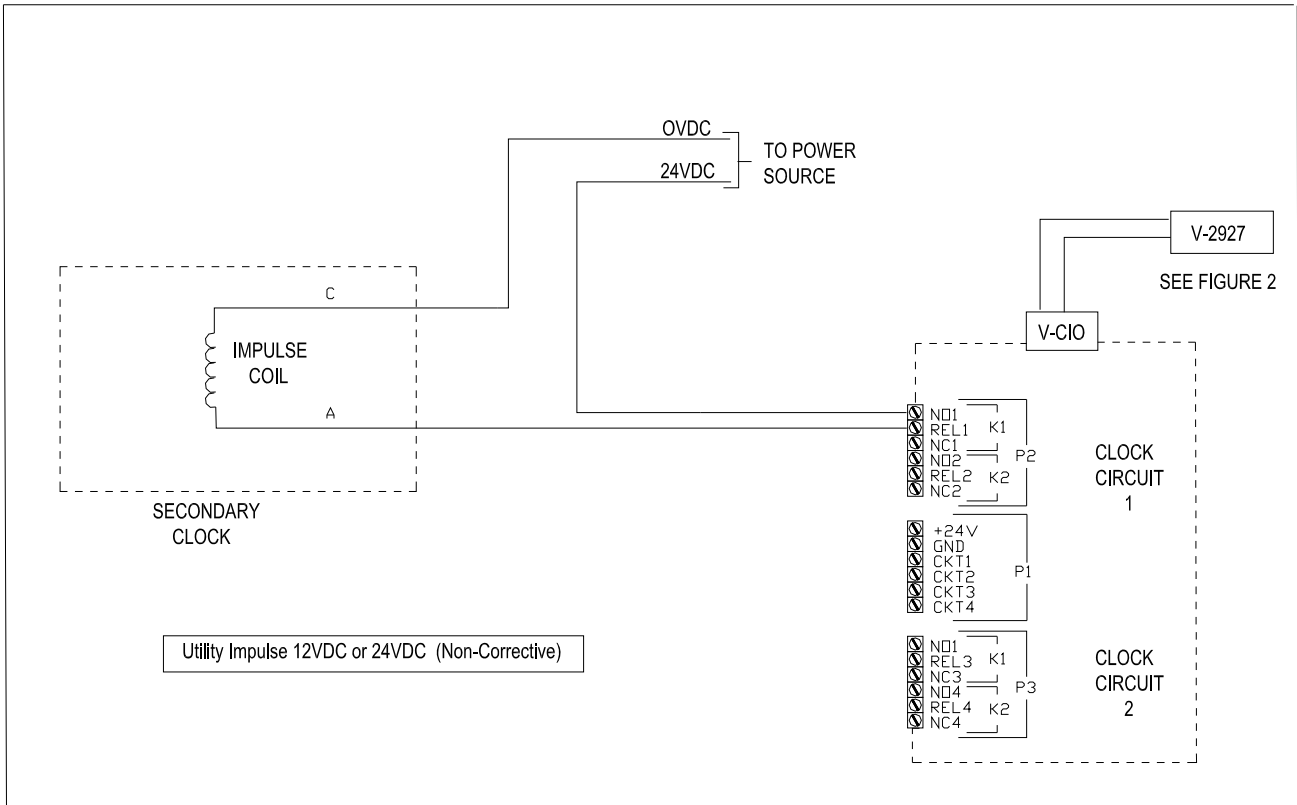 OVDC
24VDC
TO POWER
SOURCE
V-2927
SEE FIGURE 2
V-CIO
C
IMPULSE
COIL
A
SECONDARY
CLOCK
NO1
REL1
NC1
NO2
REL2
NC2
K1
K2
P2
CLOCK
CIRCUIT
1
+24V
GND
CKT1
CKT2
CKT3
CKT4
P1
NO1
REL3
NC3
NO4
REL4
NC4
K1
K2
P3
CLOCK
CIRCUIT
2
Utility Impulse 12VDC or 24VDC (Non-Corrective)